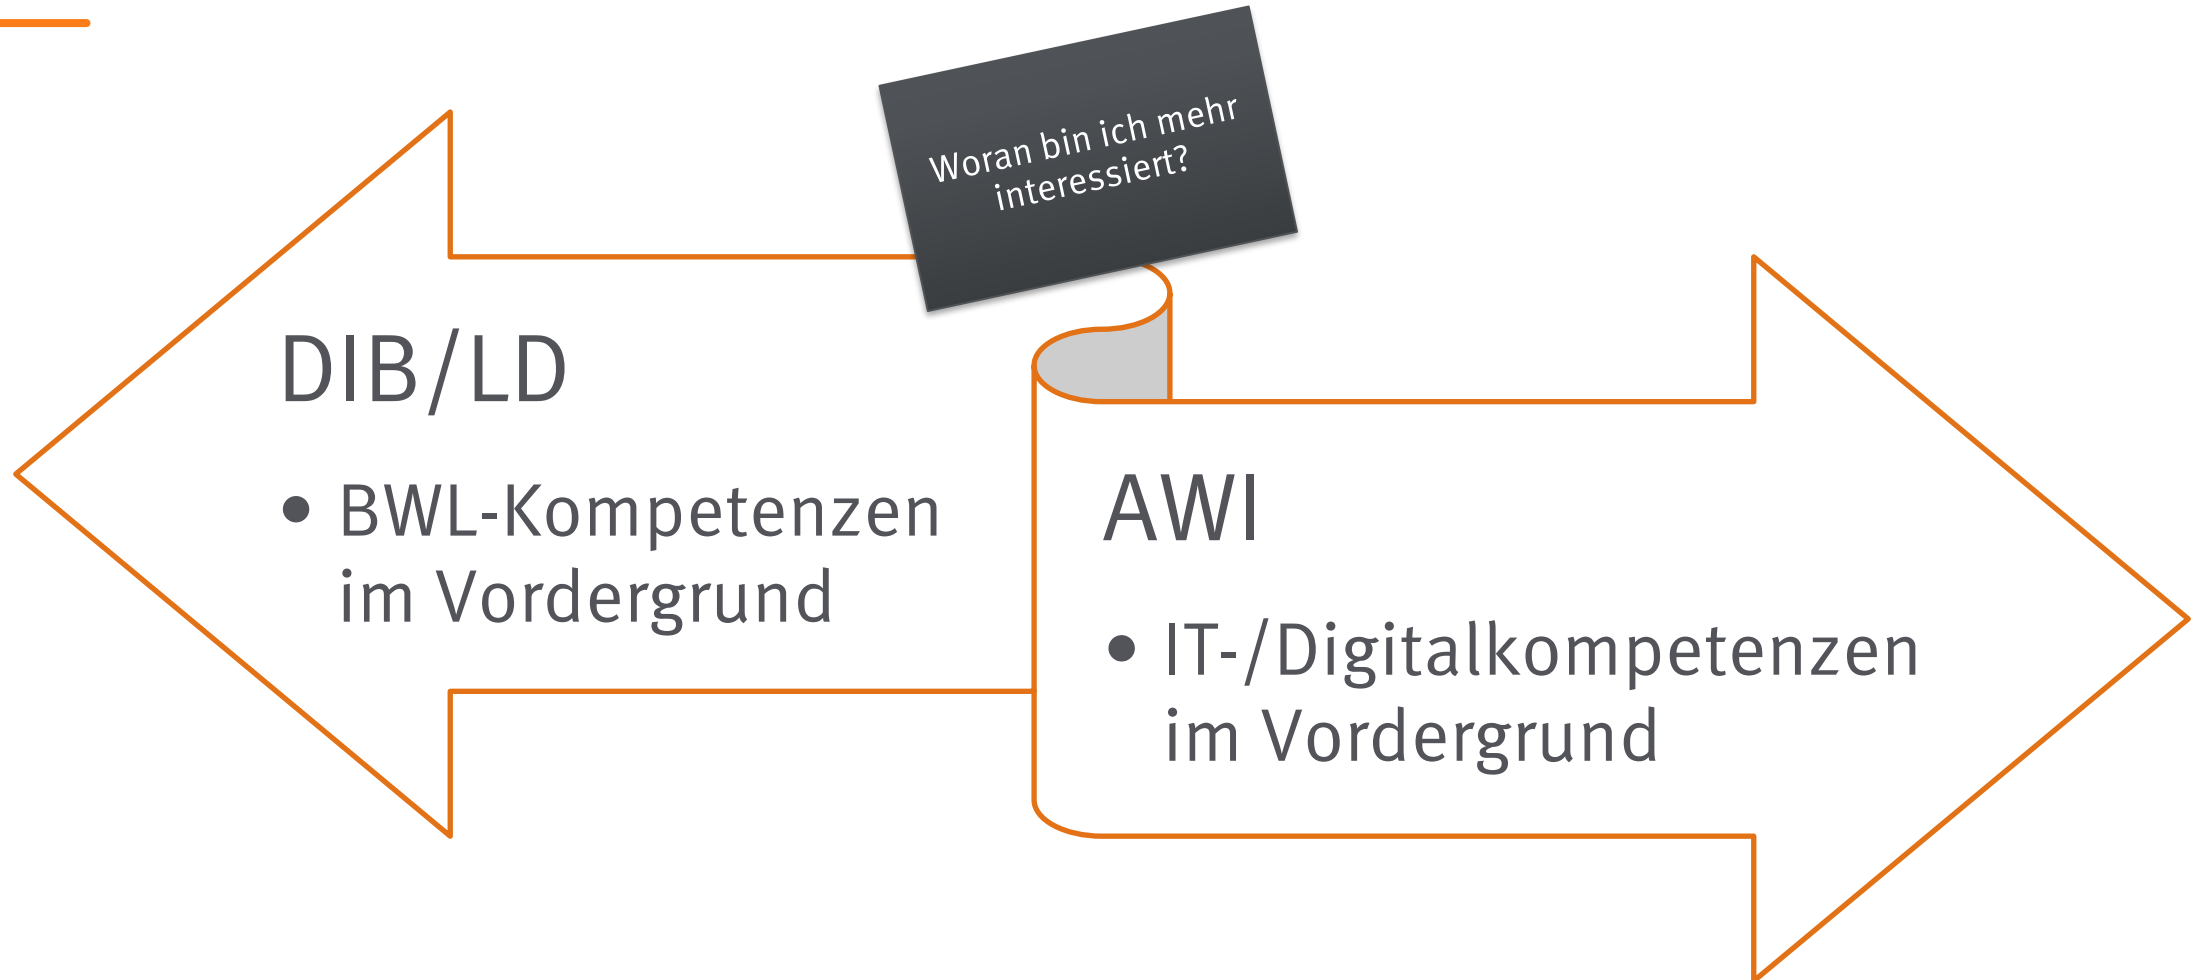 Woran bin ich mehr
interessiert?
DIB/LD
• BWL-Kompetenzen
im Vordergrund
AWI
• IT-/Digitalkompetenzen
im Vordergrund